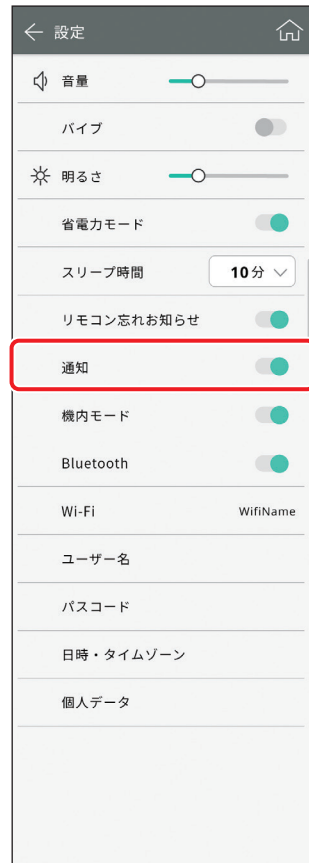 設定
音量
バイブ
明るさ
省電力モード
スリープ時間 10分
リモコン忘れお知らせ
通知
機内モード
Bluetooth
Wi-Fi WifiName
ユーザー名
パスコード
日時・タイムゾーン
個人データ